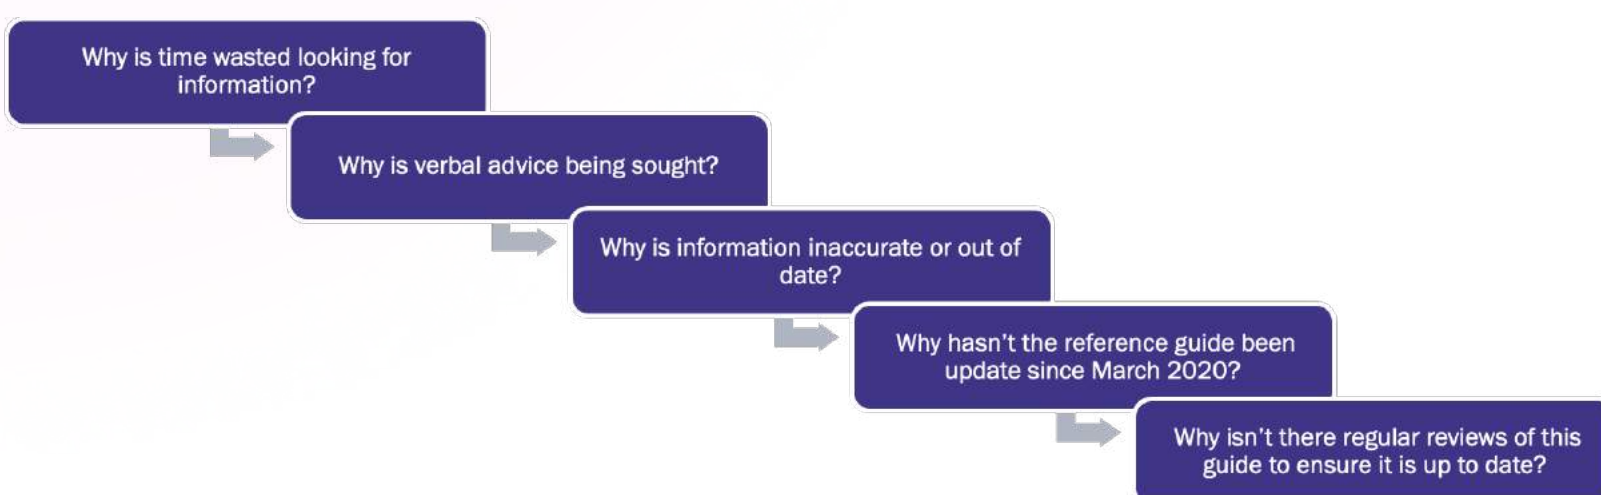 Why is time wasted looking for
information?
Why is verbal advice being sought?
Why is information inaccurate or out of
date?
Why hasn't the reference guide been
update since March 2020?
Why isn't there regular reviews of this
guide to ensure it is up to date?